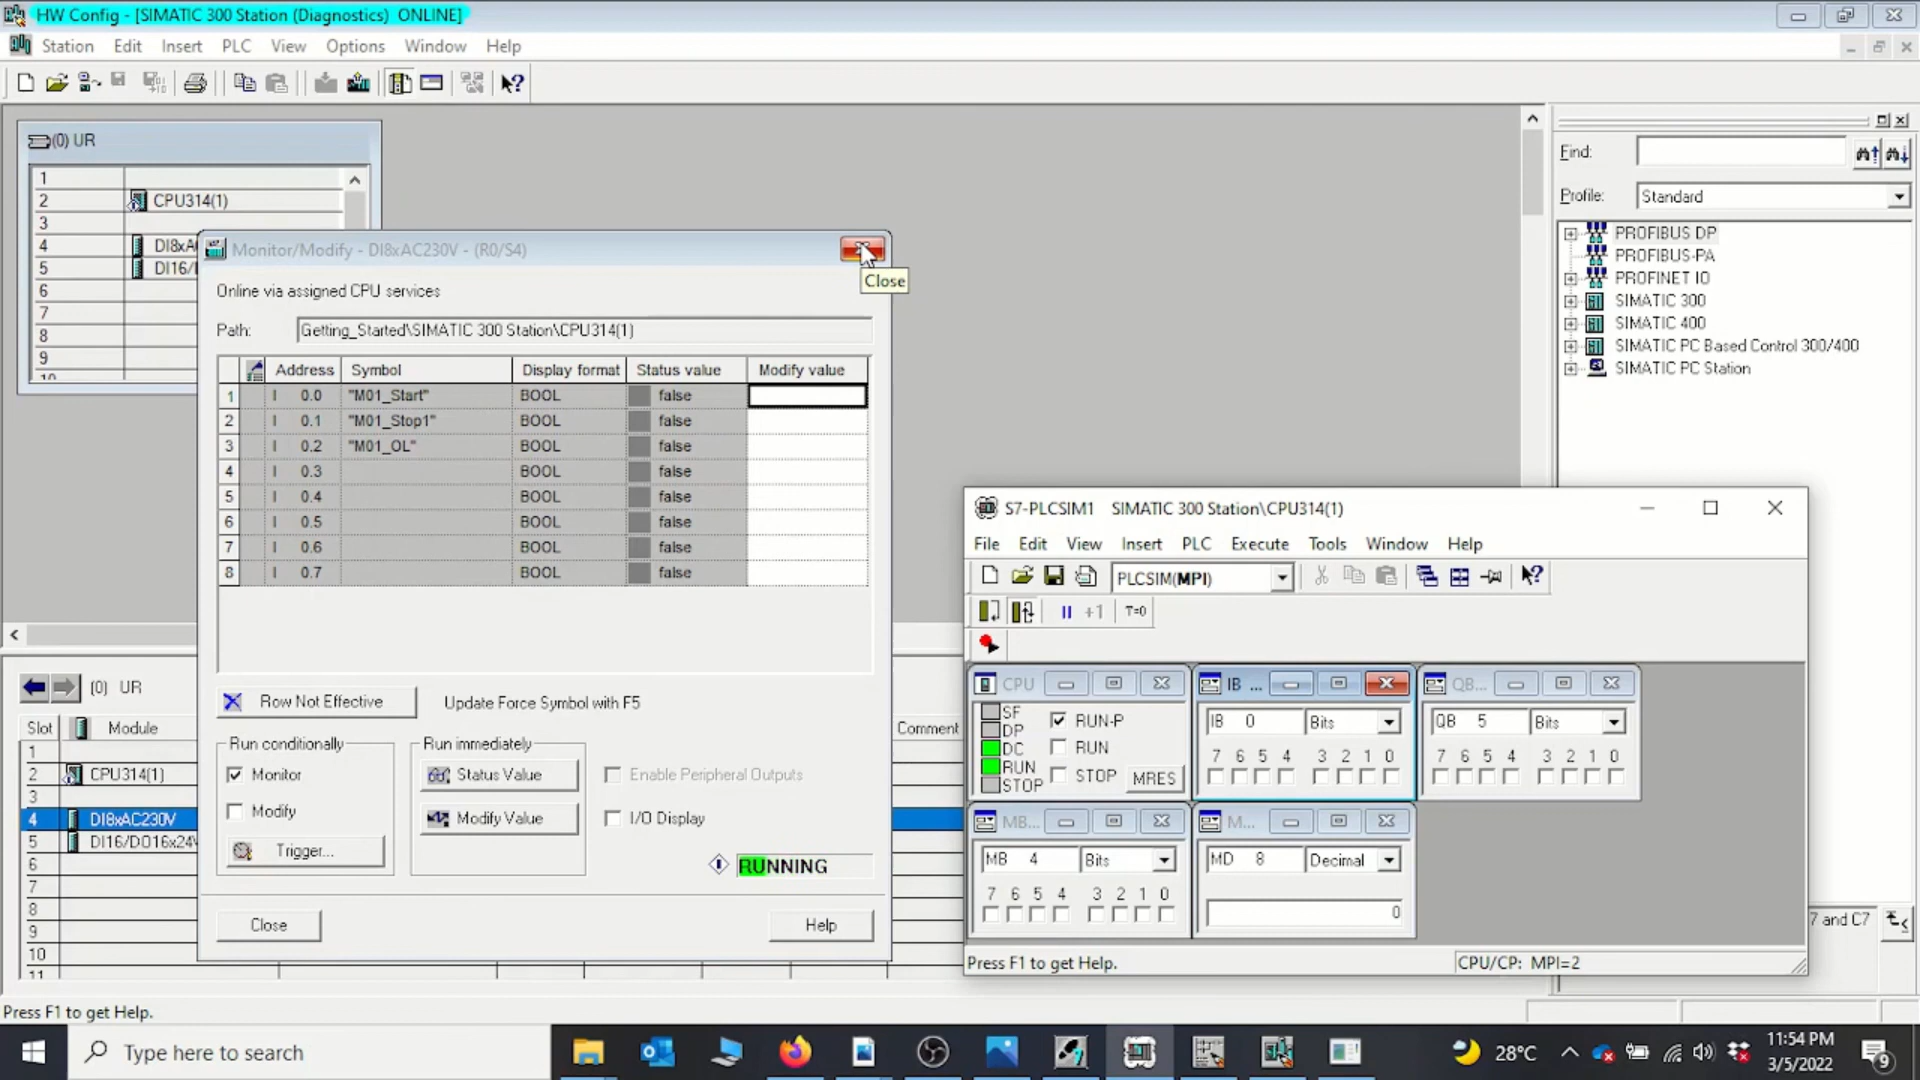 HW Config - [SIMATIC 300 Station (Diagnostics) ONLINE]
Station Edit Insert PLC View Options Window Help
(0) UR
1
2 CPU314(1)
3
4 DI8xA
5 DI16/
6
7
8
9
10
Monitor/Modify - DI8xAC230V - (R0/S4)
Close
Online via assigned CPU services
Path: Getting_Started\SIMATIC 300 Station\CPU314(1)
Address Symbol Display format Status value Modify value
1 I 0.0 "M01_Start" BOOL false
2 I 0.1 "M01_Stop1" BOOL false
3 I 0.2 "M01_OL" BOOL false
4 I 0.3 BOOL false
5 I 0.4 BOOL false
6 I 0.5 BOOL false
7 I 0.6 BOOL false
8 I 0.7 BOOL false
Row Not Effective Update Force Symbol with F5
Run conditionally Run immediately
Monitor Status Value Enable Peripheral Outputs
Modify Modify Value I/O Display
Trigger...
RUNNING
Close Help
Find:
Profile: Standard
PROFIBUS DP
PROFIBUS-PA
PROFINET IO
SIMATIC 300
SIMATIC 400
SIMATIC PC Based Control 300/400
SIMATIC PC Station
7 and C7
(0) UR
Slot Module Comment
1
2 CPU314(1)
3
4 DI8xAC230V
5 DI16/DO16x24V
6
7
8
9
10
11
S7-PLCSIM1 SIMATIC 300 Station\CPU314(1)
File Edit View Insert PLC Execute Tools Window Help
PLCSIM(MPI)
+1 T=0
CPU
SF
DP
DC
RUN
STOP
RUN-P
RUN
STOP MRES
IB ...
IB 0 Bits
7 6 5 4 3 2 1 0
QB...
QB 5 Bits
7 6 5 4 3 2 1 0
MB...
MB 4 Bits
7 6 5 4 3 2 1 0
M...
MD 8 Decimal
0
Press F1 to get Help. CPU/CP: MPI=2
Press F1 to get Help.
Type here to search
28°C
11:54 PM
3/5/2022
9